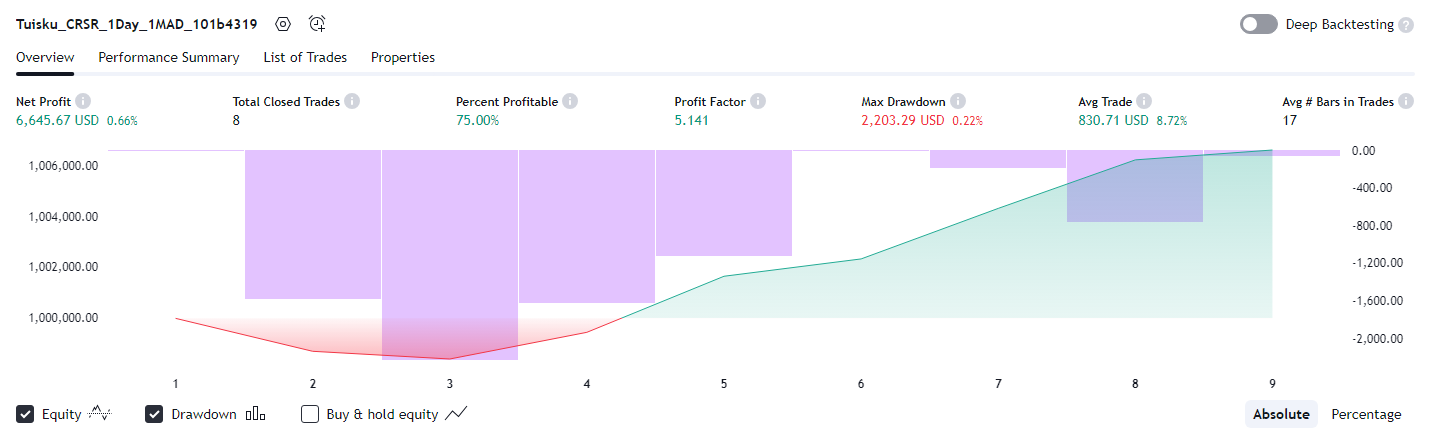 Tuisku_CRSR_1Day_1MAD_101b4319 Deep Backtesting ?
Overview Performance Summary List of Trades Properties
Net Profit Total Closed Trades Percent Profitable Profit Factor Max Drawdown Avg Trade Avg # Bars in Trades
6,645.67 USD 0.66% 8 75.00% 5.141 2,203.29 USD 0.22% 830.71 USD 8.72% 17
1,006,000.00 0.00
-400.00
1,004,000.00 -800.00
1,002,000.00 -1,200.00
-1,600.00
1,000,000.00 -2,000.00
1 2 3 4 5 6 7 8 9
Equity Drawdown Buy & hold equity Absolute Percentage